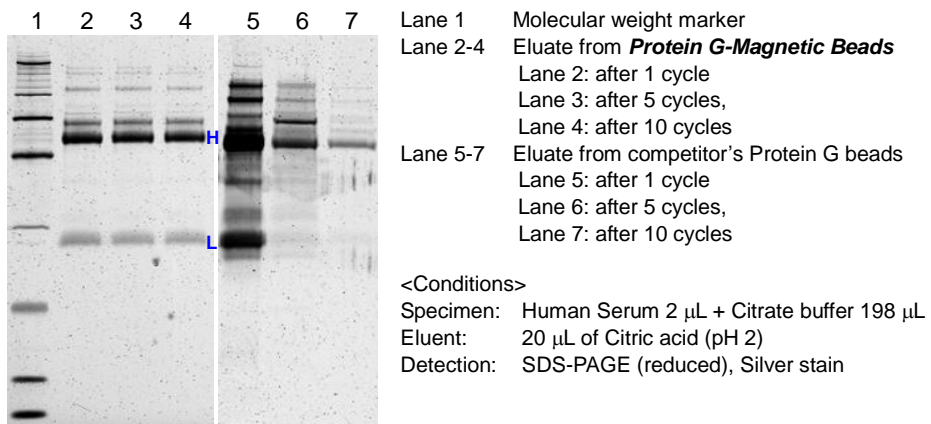 1 2 3 4 5 6 7
H
L
Lane 1 Molecular weight marker
Lane 2-4 Eluate from Protein G-Magnetic Beads
Lane 2: after 1 cycle
Lane 3: after 5 cycles,
Lane 4: after 10 cycles
Lane 5-7 Eluate from competitor's Protein G beads
Lane 5: after 1 cycle
Lane 6: after 5 cycles,
Lane 7: after 10 cycles
<Conditions>
Specimen: Human Serum 2 μL + Citrate buffer 198 μL
Eluent: 20 μL of Citric acid (pH 2)
Detection: SDS-PAGE (reduced), Silver stain